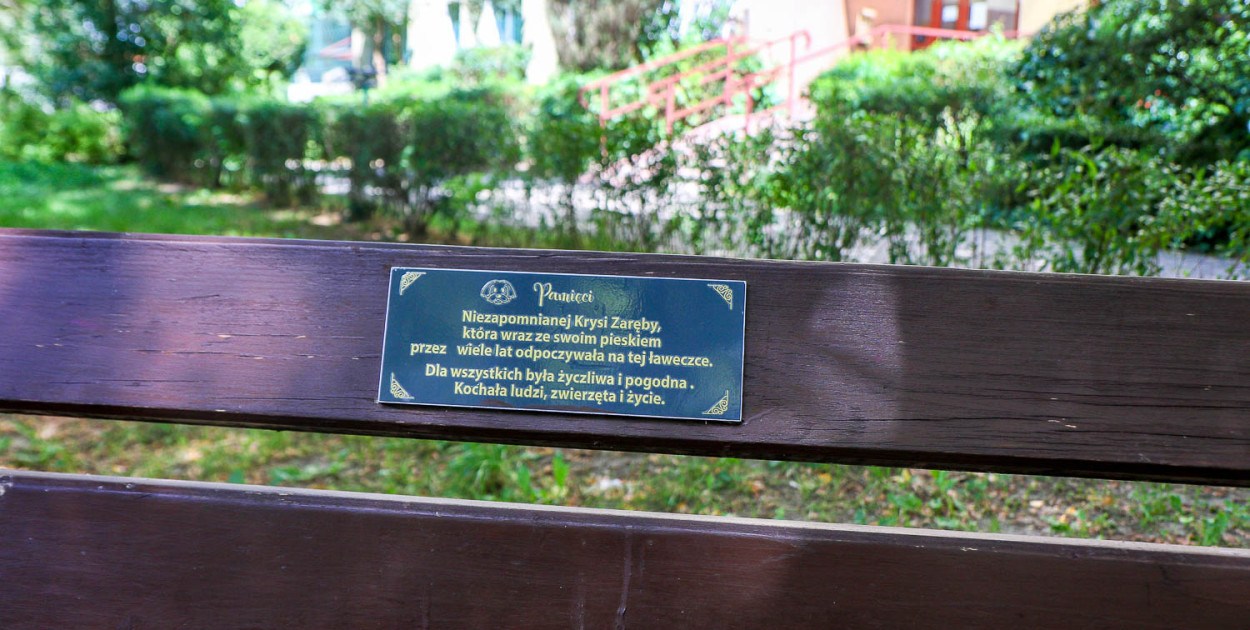 Pamięci
Niezapomnianej Krysi Zaręby,
która wraz ze swoim pieskiem
przez wiele lat odpoczywała na tej ławeczce.
Dla wszystkich była życzliwa i pogodna .
Kochała ludzi, zwierzęta i życie.